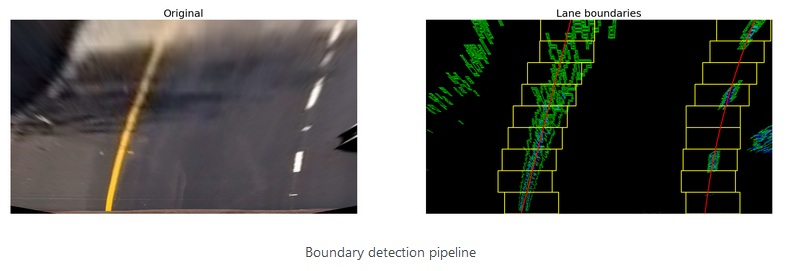 Original
Lane boundaries
Boundary detection pipeline